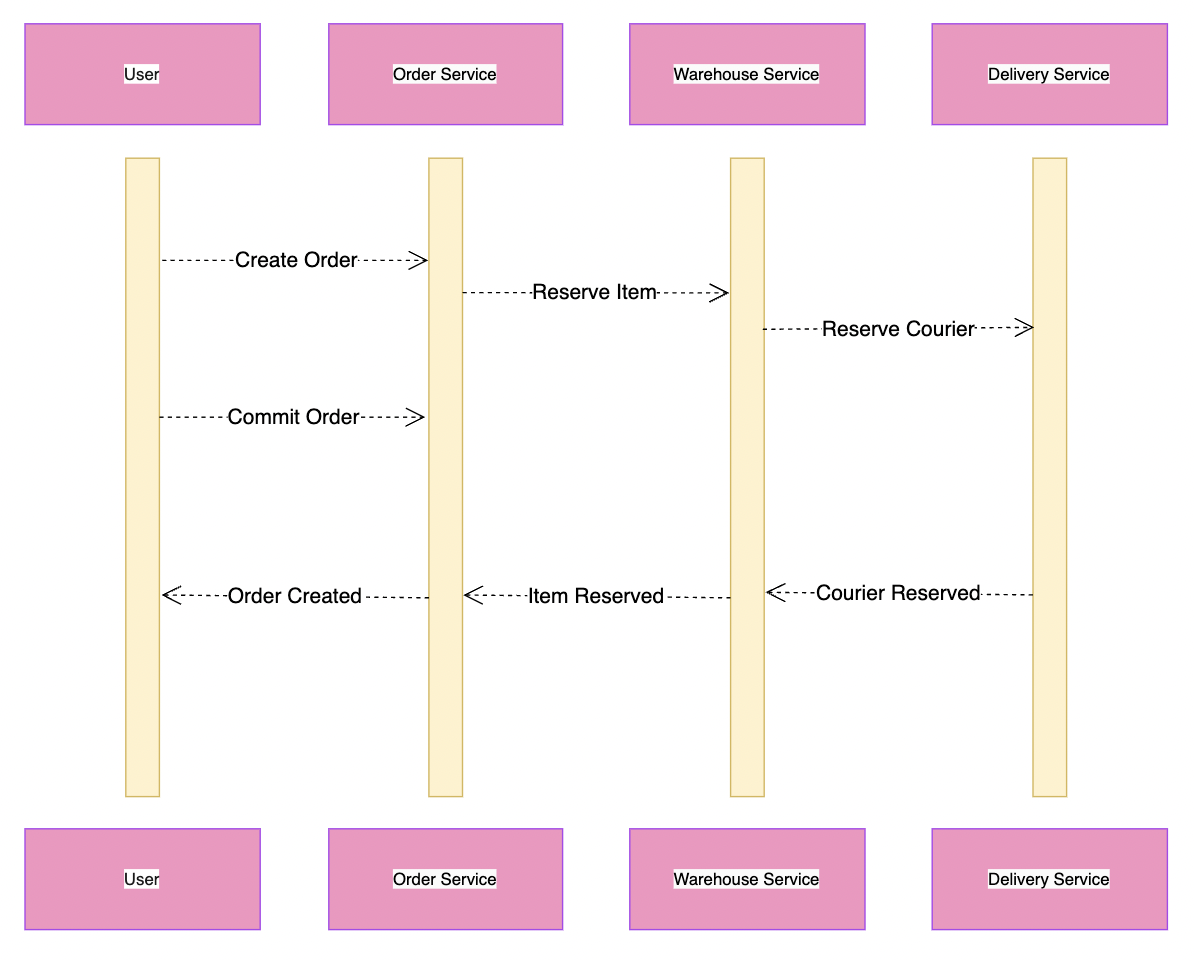 User
Order Service
Warehouse Service
Delivery Service
Create Order
Reserve Item
Reserve Courier
Commit Order
Order Created
Item Reserved
Courier Reserved
User
Order Service
Warehouse Service
Delivery Service